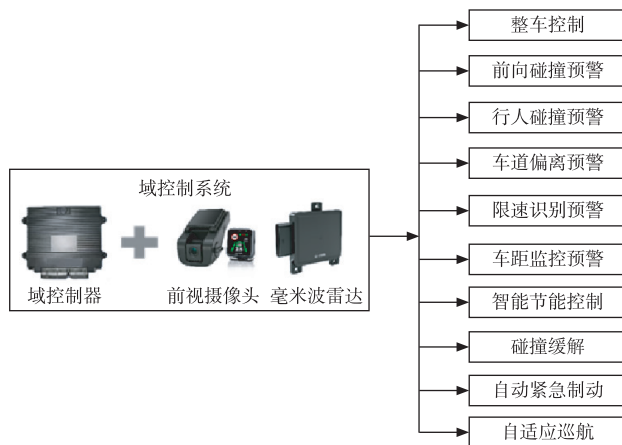 整车控制
前向碰撞预警
行人碰撞预警
车道偏离预警
域控制系统
限速识别预警
车距监控预警
域控制器
前视摄像头
毫米波雷达
智能节能控制
碰撞缓解
自动紧急制动
自适应巡航